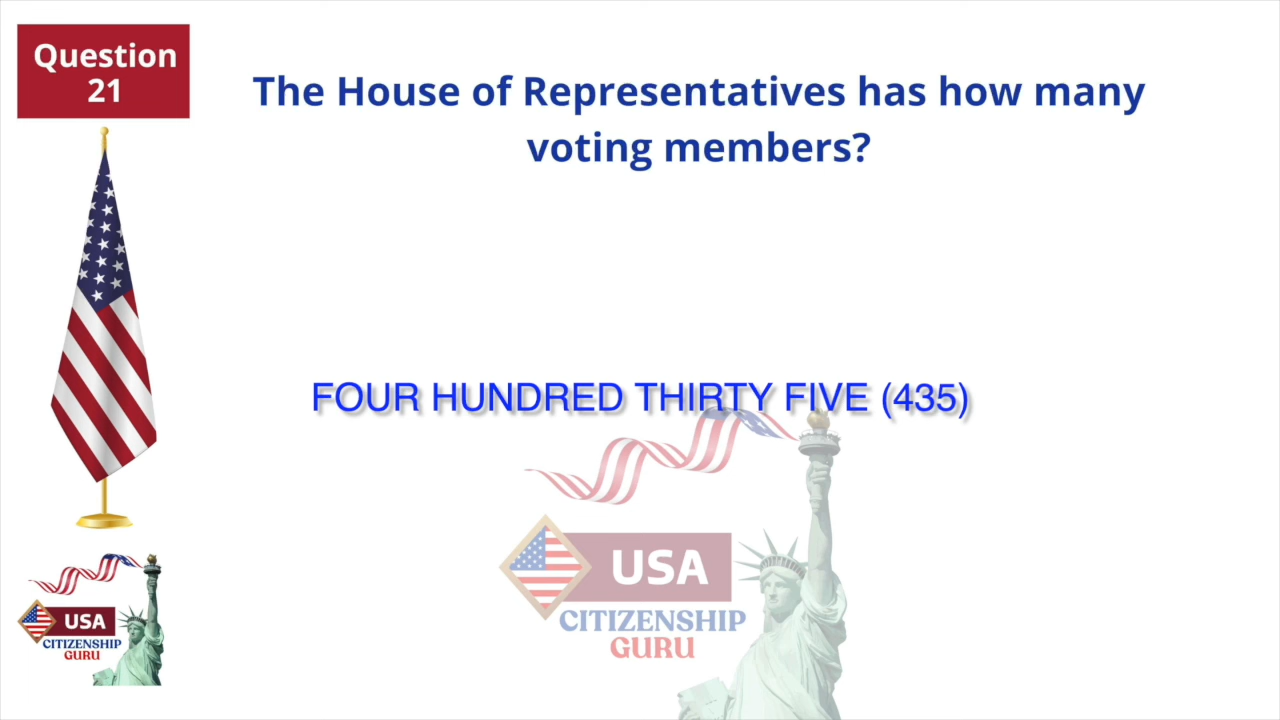 Question
21
The House of Representatives has how many
voting members?
FOUR HUNDRED THIRTY FIVE (435)
USA
CITIZENSHIP
GURU
USA
CITIZENSHIP
GURU